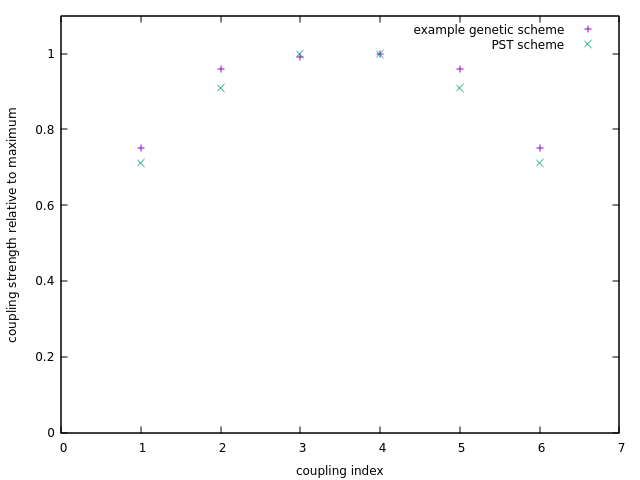 example genetic scheme
PST scheme
1
0.8
0.6
0.4
0.2
0
coupling strength relative to maximum
0 1 2 3 4 5 6 7
coupling index